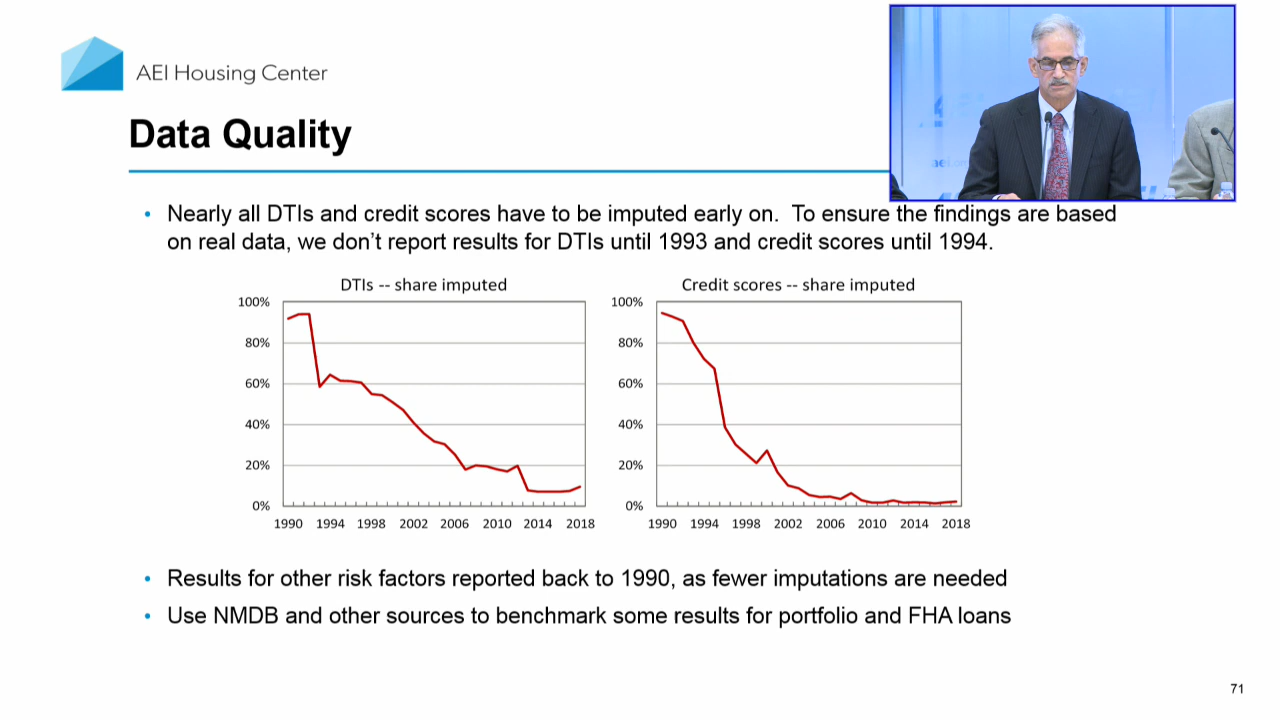 AEI Housing Center
Data Quality
aei
• Nearly all DTIs and credit scores have to be imputed early on. To ensure the findings are based
on real data, we don’t report results for DTIs until 1993 and credit scores until 1994.
DTIs -- share imputed
100%
80%
60%
40%
20%
0%
1990 1994 1998 2002 2006 2010 2014 2018
Credit scores -- share imputed
100%
80%
60%
40%
20%
0%
1990 1994 1998 2002 2006 2010 2014 2018
• Results for other risk factors reported back to 1990, as fewer imputations are needed
• Use NMDB and other sources to benchmark some results for portfolio and FHA loans
71